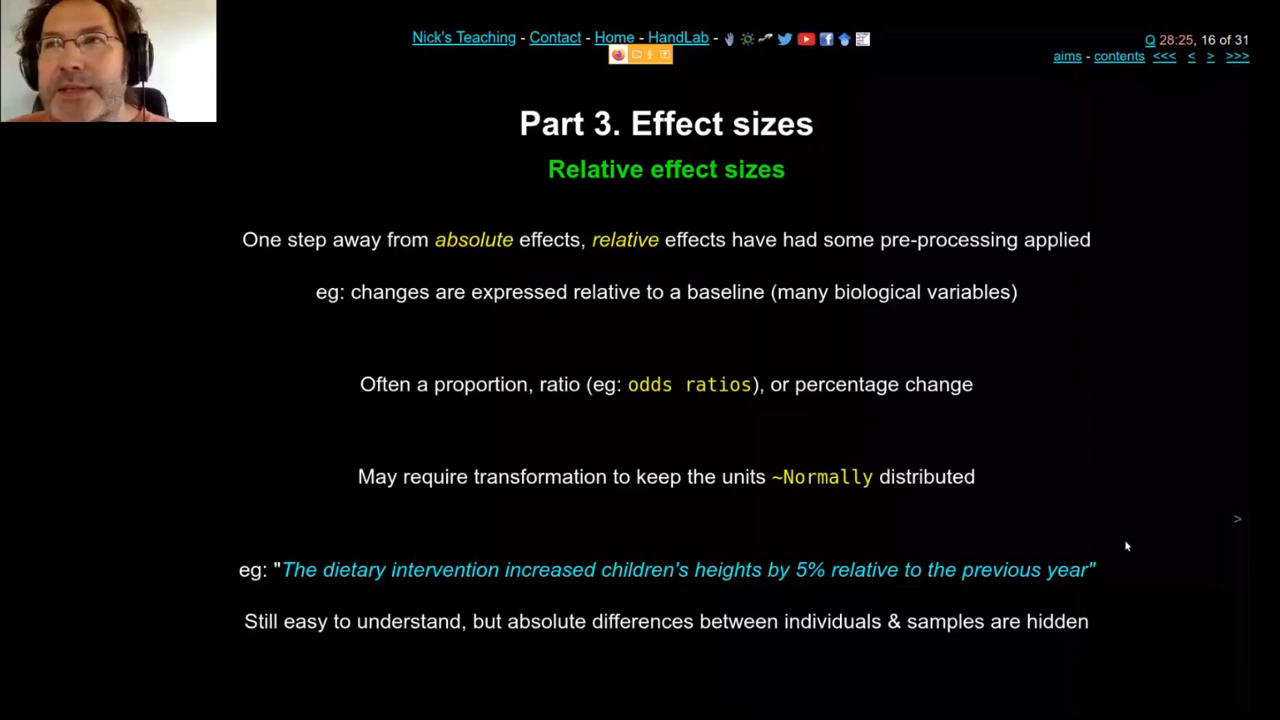 Nick's Teaching - Contact - Home - HandLab -
Q 28:25, 16 of 31
aims - contents <<< < > >>>
Part 3. Effect sizes
Relative effect sizes
One step away from absolute effects, relative effects have had some pre-processing applied
eg: changes are expressed relative to a baseline (many biological variables)
Often a proportion, ratio (eg: odds ratios), or percentage change
May require transformation to keep the units ~Normally distributed
>
eg: "The dietary intervention increased children's heights by 5% relative to the previous year"
Still easy to understand, but absolute differences between individuals & samples are hidden